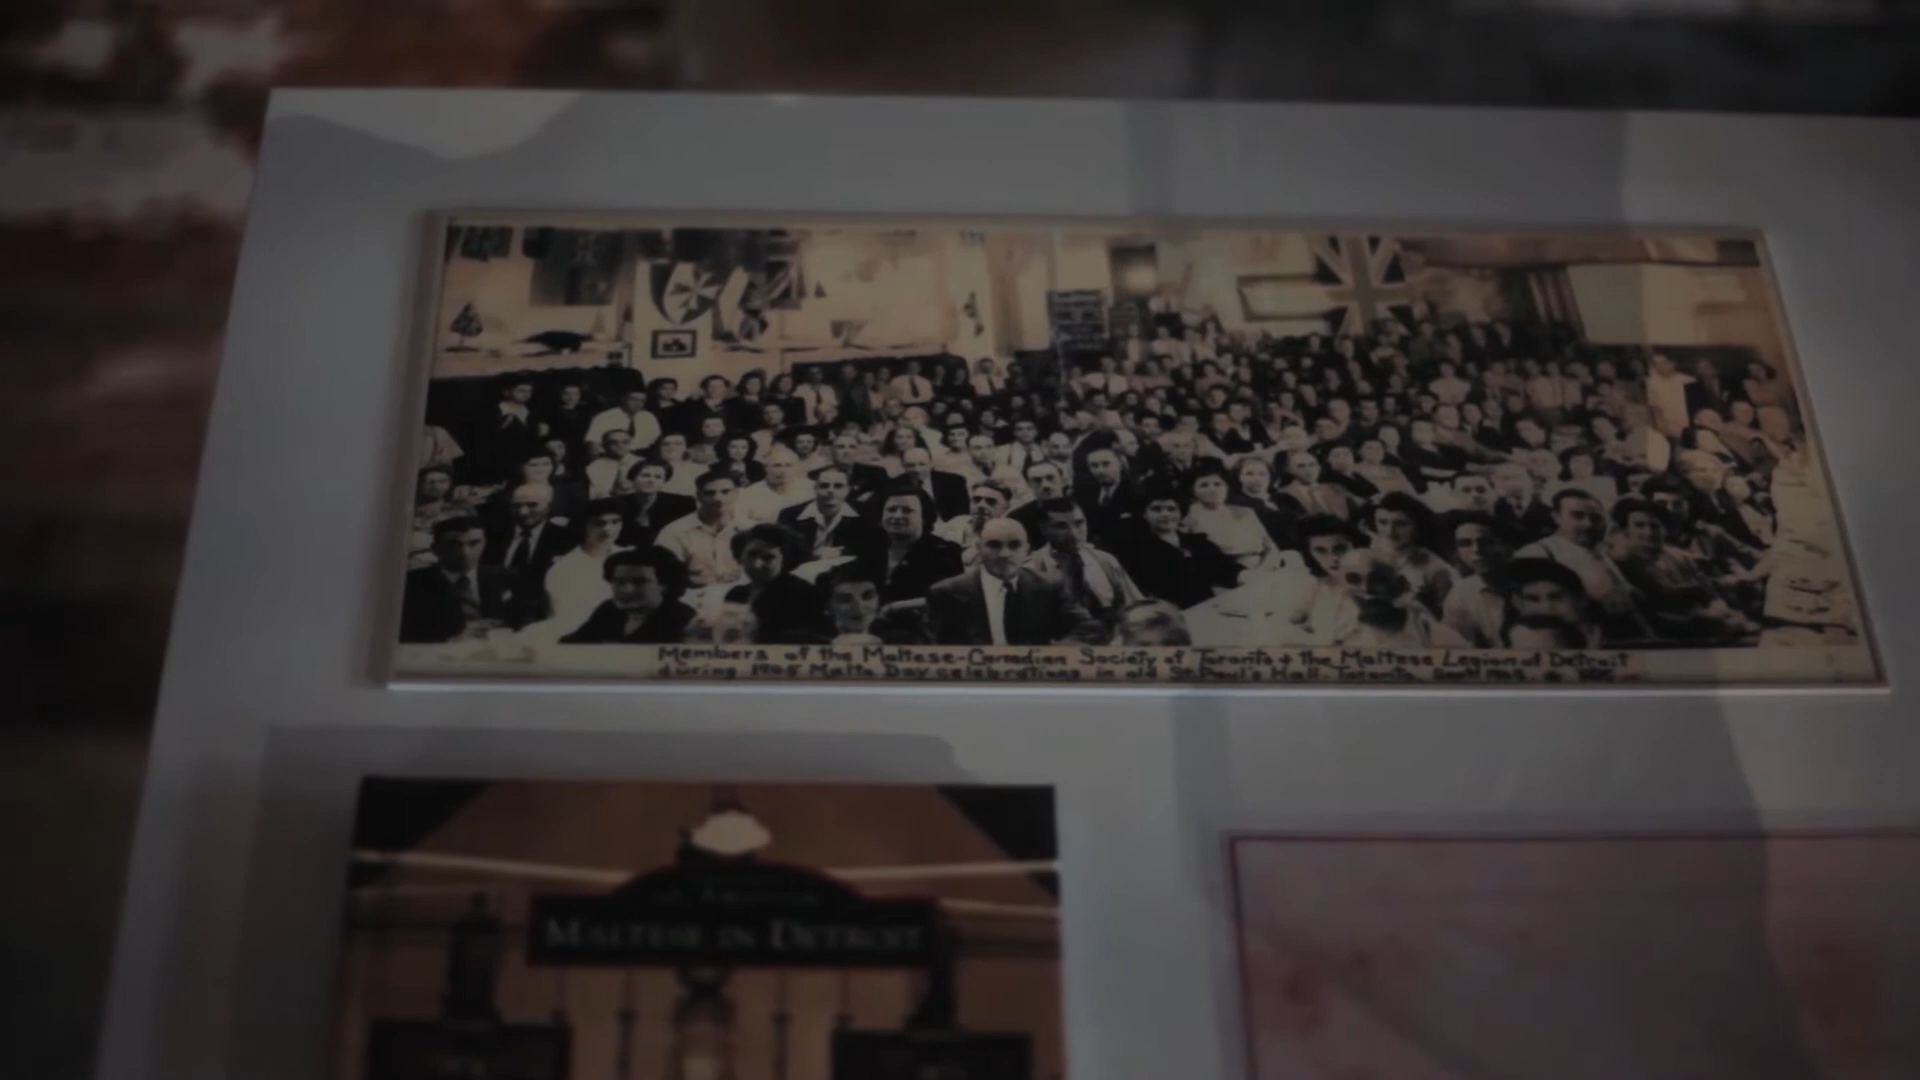 Members of the Maltese-Canadian Society of Toronto + the Maltese Legion of Detroit
during 1945 Malta Day celebrations in old St. Paul's Hall, Toronto,
MALTESE IN DETROIT